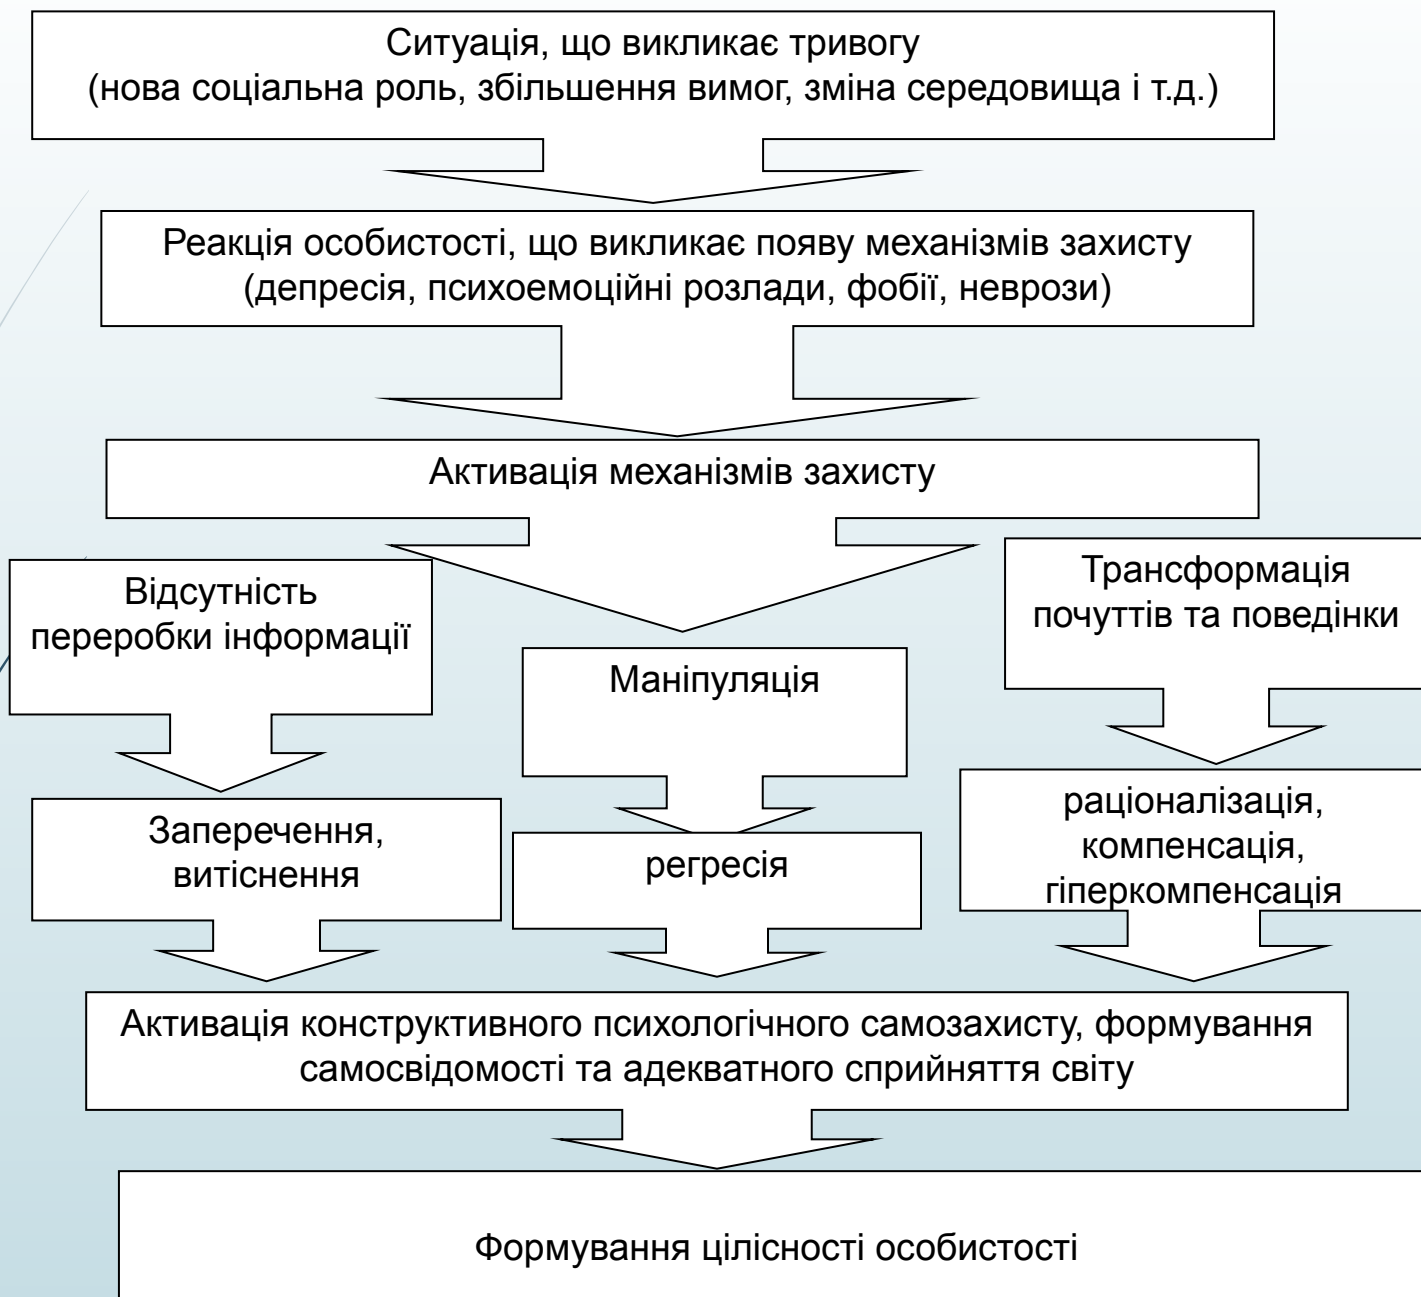 Ситуація, що викликає тривогу
(нова соціальна роль, збільшення вимог, зміна середовища і т.д.)
Реакція особистості, що викликає появу механізмів захисту
(депресія, психоемоційні розлади, фобії, неврози)
Активація механізмів захисту
Відсутність
переробки інформації
Маніпуляція
Трансформація
почуттів та поведінки
Заперечення,
витіснення
регресія
раціоналізація,
компенсація,
гіперкомпенсація
Активація конструктивного психологічного самозахисту, формування
самосвідомості та адекватного сприйняття світу
Формування цілісності особистості